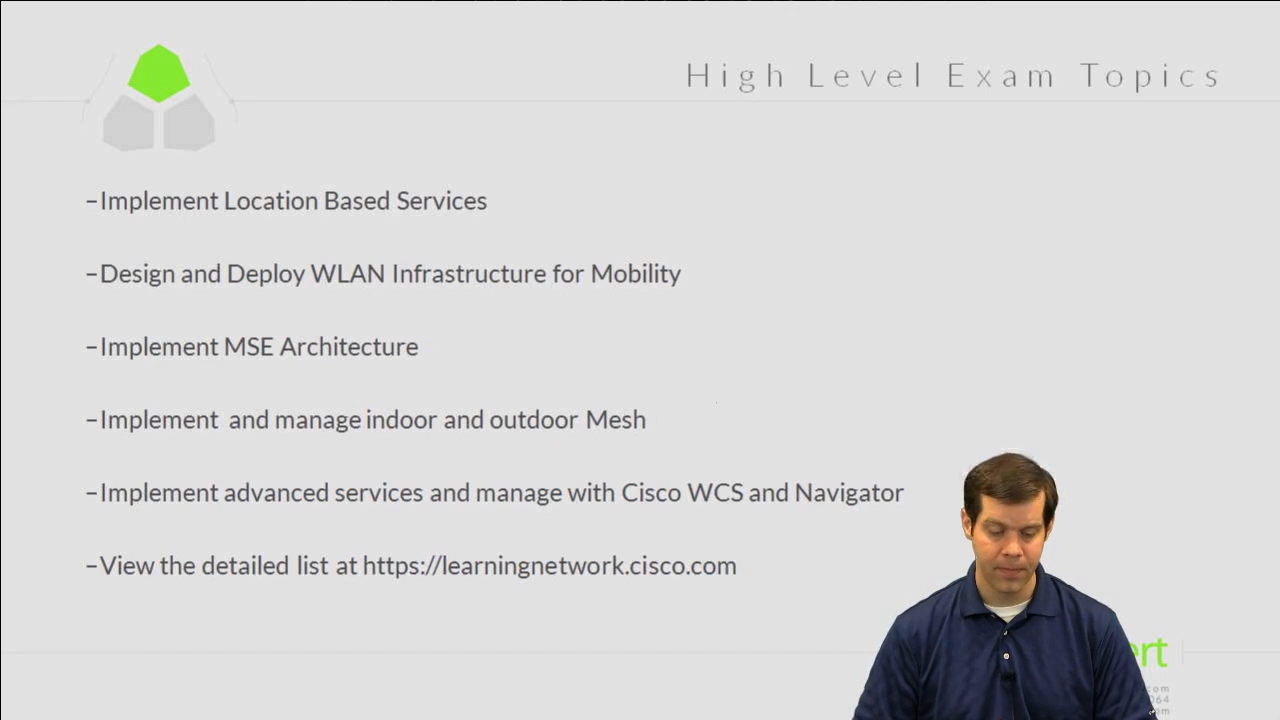 High Level Exam Topics
–Implement Location Based Services
–Design and Deploy WLAN Infrastructure for Mobility
–Implement MSE Architecture
–Implement and manage indoor and outdoor Mesh
–Implement advanced services and manage with Cisco WCS and Navigator
–View the detailed list at https://learningnetwork.cisco.com